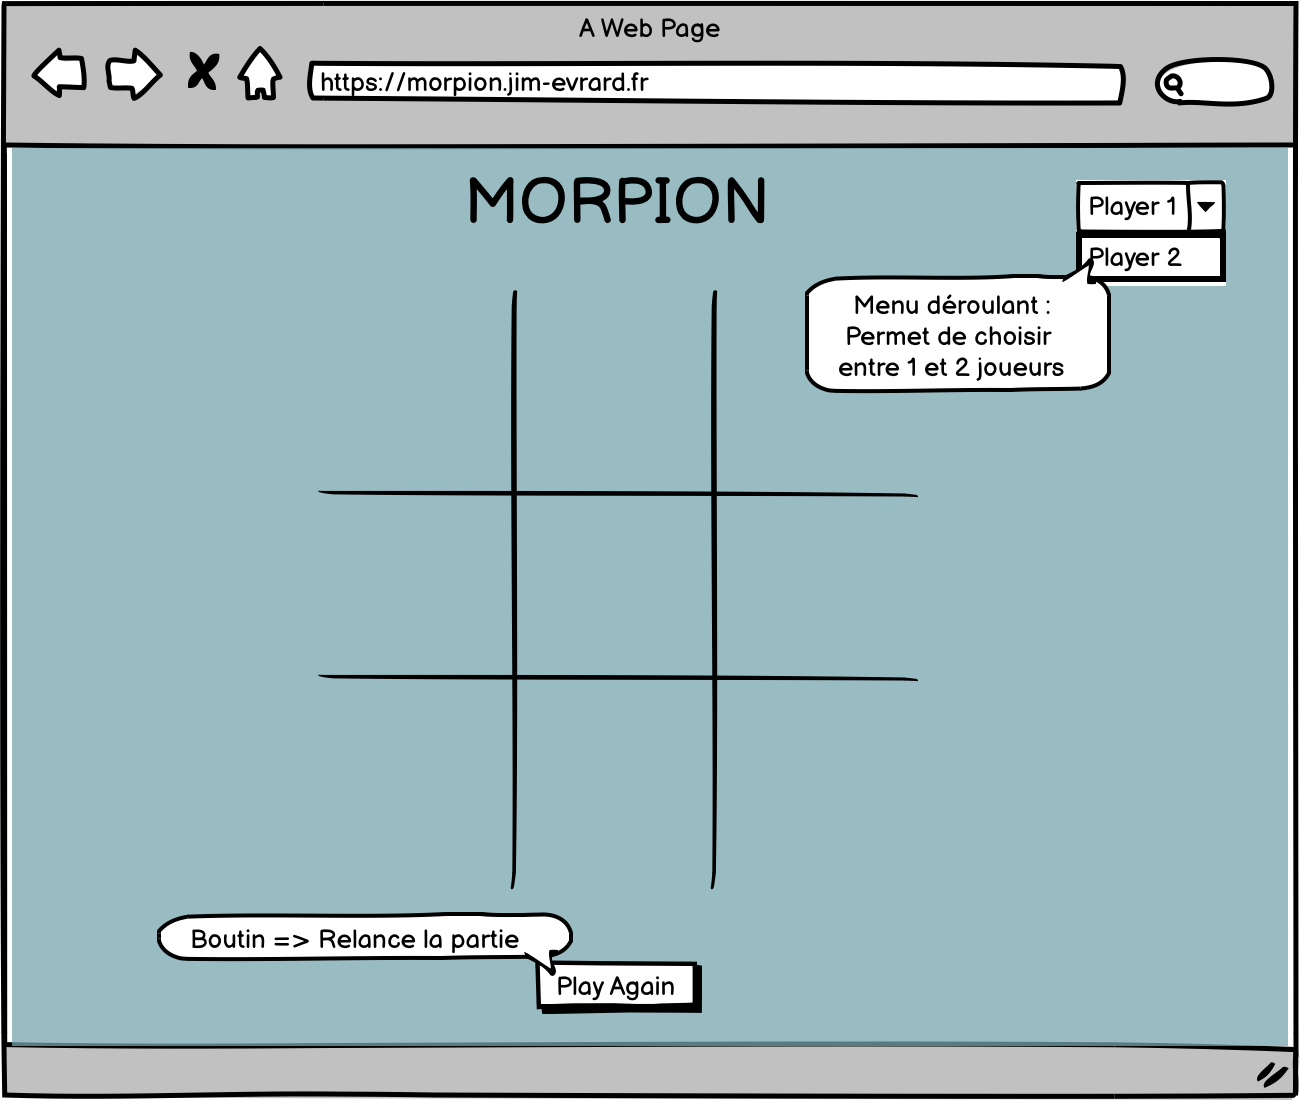 A Web Page
https://morpion.jim-evrard.fr
MORPION
Player 1
Player 2
Menu déroulant :
Permet de choisir
entre 1 et 2 joueurs
Boutin => Relance la partie
Play Again